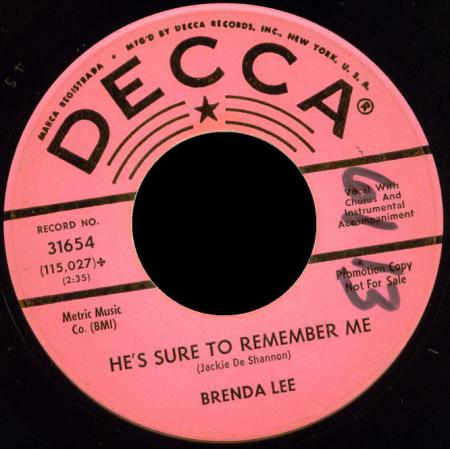 MARCA REGISTRADA • MFG'D BY DECCA RECORDS, INC., NEW YORK, U. S. A.
DECCA®
RECORD NO.
31654
(115,027)+
(2:35)
Vocal With
Chorus And
Instrumental
Accompaniment
Promotion Copy
Not For Sale
Metric Music
Co. (BMI)
HE'S SURE TO REMEMBER ME
(Jackie De Shannon)
BRENDA LEE